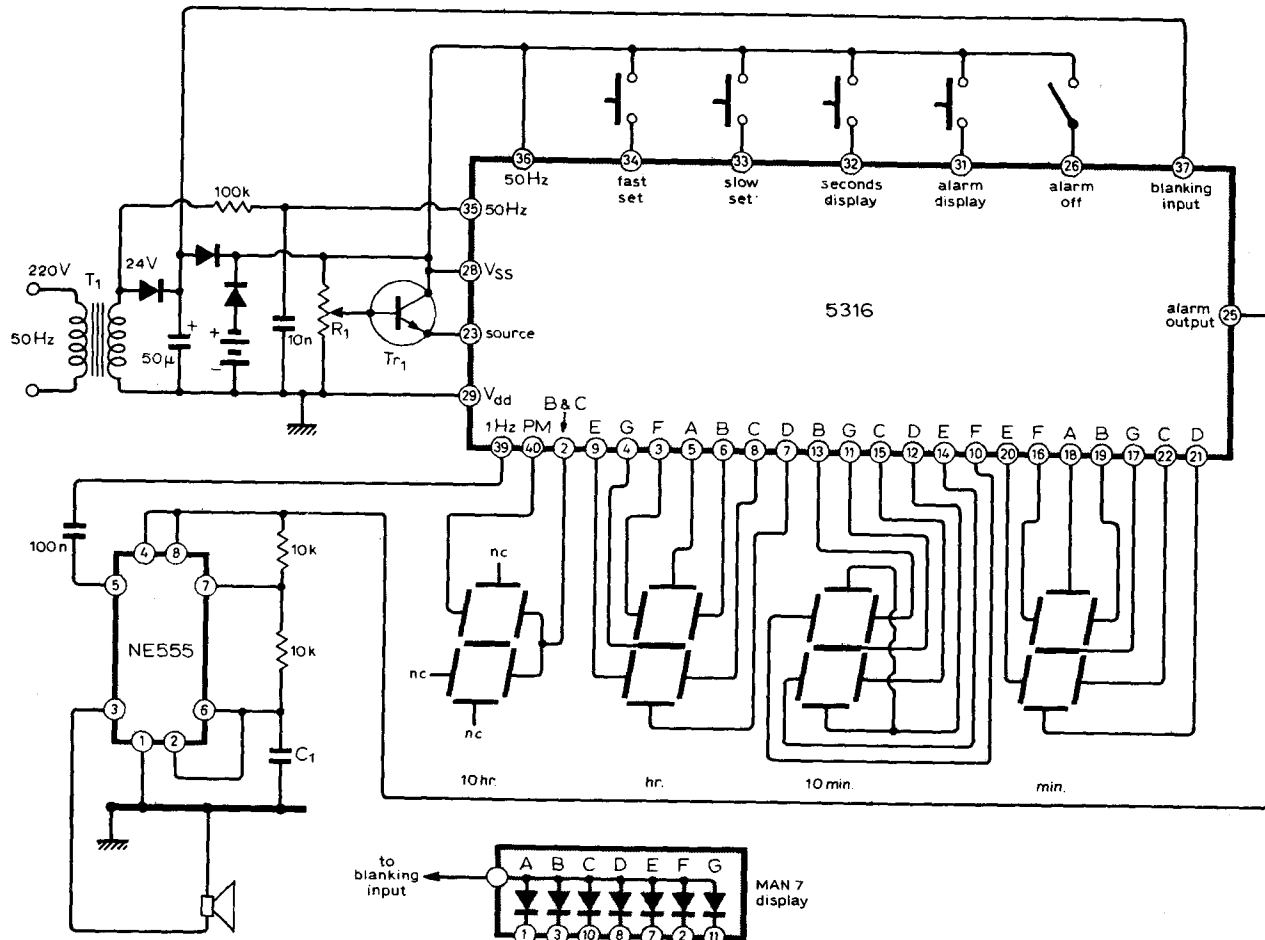 36 34 33 32 31 26 37
50Hz fast set slow set seconds display alarm display alarm off blanking input
100k
35 50Hz
220V T1 24V
28 VSS
5316
50Hz
+
50µ
+
−
10n
R1
Tr1
23 source
alarm output 25
29 Vdd
B & C
1Hz PM E G F A B C D B G C D E F E F A B G C D
39 40 2 9 4 3 5 6 8 7 13 11 15 12 14 10 20 16 18 19 17 22 21
100n
4 8
10k
nc
5 7
NE555
10k
nc
3 6
1 2
C1
nc
10 hr. hr. 10 min. min.
to blanking input
A B C D E F G
MAN 7 display
1 3 10 8 7 2 11